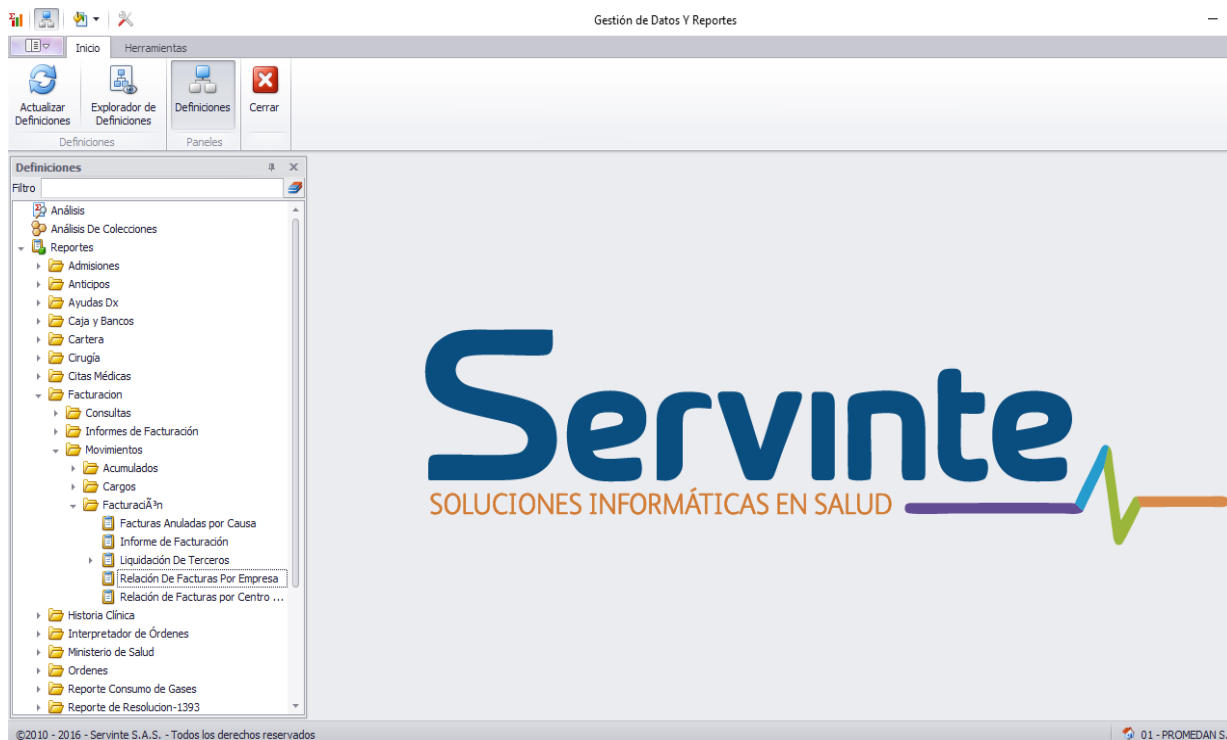 Gestión de Datos Y Reportes
Inicio Herramientas
Actualizar Definiciones
Explorador de Definiciones
Definiciones
Cerrar
Definiciones Paneles
Definiciones
Filtro
Análisis
Análisis De Colecciones
Reportes
Admisiones
Anticipos
Ayudas Dx
Caja y Bancos
Cartera
Cirugía
Citas Médicas
Facturacion
Consultas
Informes de Facturación
Movimientos
Acumulados
Cargos
FacturaciÃ³n
Facturas Anuladas por Causa
Informe de Facturación
Liquidación De Terceros
Relación De Facturas Por Empresa
Relación de Facturas por Centro ...
Historia Clínica
Interpretador de Órdenes
Ministerio de Salud
Ordenes
Reporte Consumo de Gases
Reporte de Resolucion-1393
Servinte
SOLUCIONES INFORMÁTICAS EN SALUD
©2010 - 2016 - Servinte S.A.S. - Todos los derechos reservados
01 - PROMEDAN S.